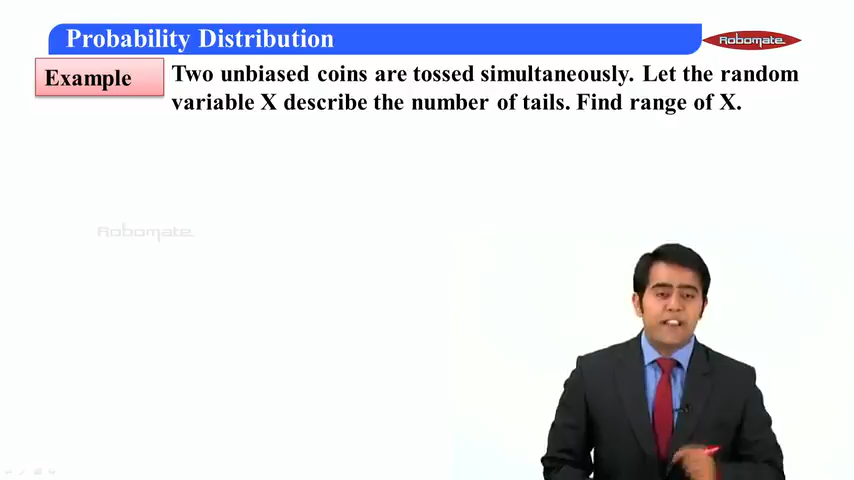 Probability Distribution
Robomate
Example
Two unbiased coins are tossed simultaneously. Let the random
variable X describe the number of tails. Find range of X.
Robomate